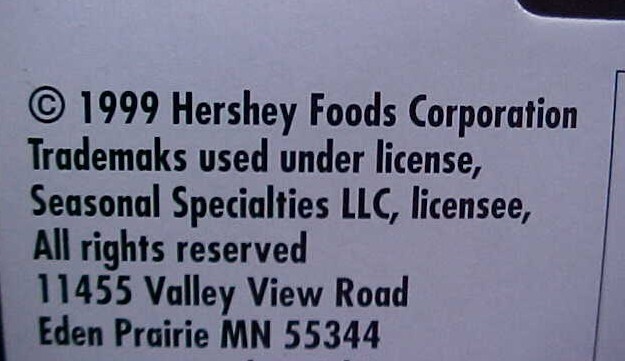 © 1999 Hershey Foods Corporation
Trademaks used under license,
Seasonal Specialties LLC, licensee,
All rights reserved
11455 Valley View Road
Eden Prairie MN 55344